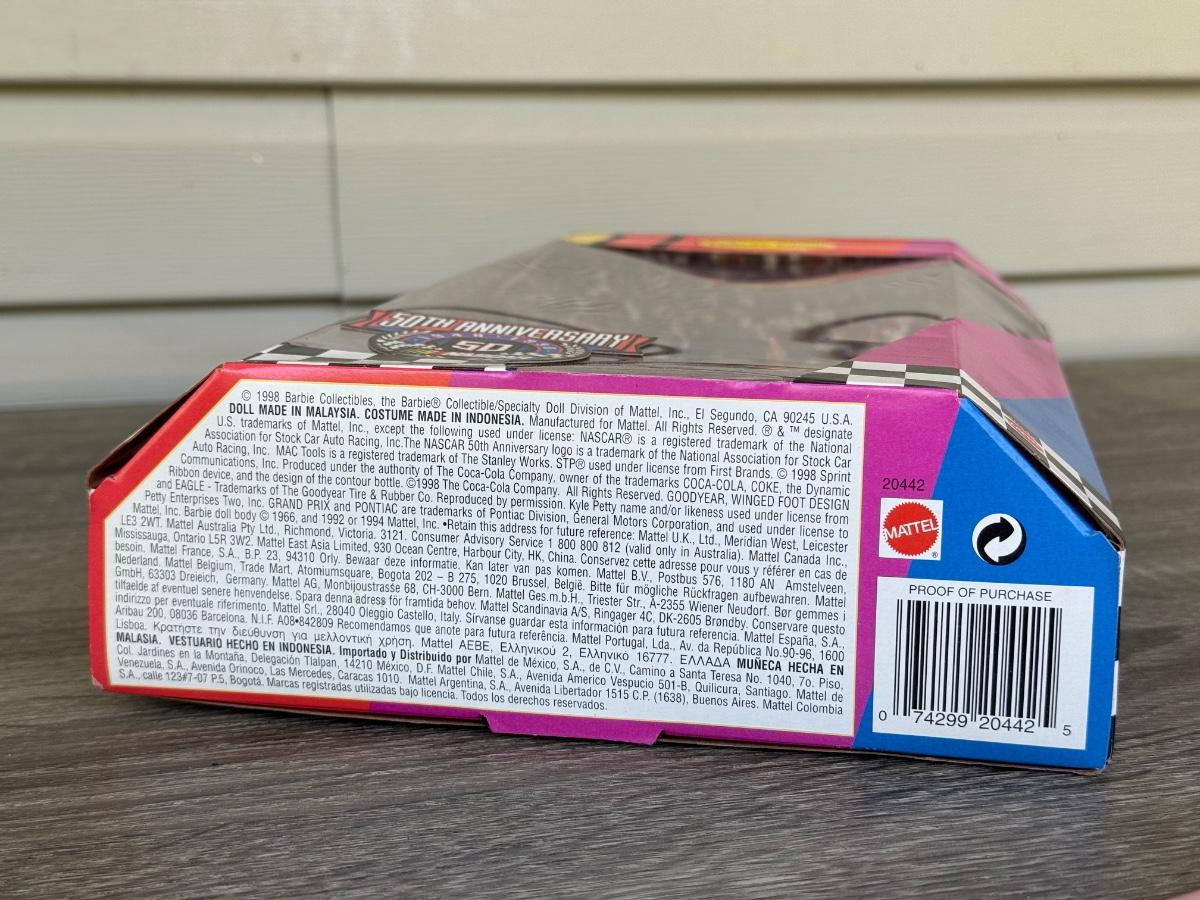 50TH ANNIVERSARY
50
© 1998 Barbie Collectibles, the Barbie® Collectible/Specialty Doll Division of Mattel, Inc., El Segundo, CA 90245 U.S.A.
DOLL MADE IN MALAYSIA. COSTUME MADE IN INDONESIA. Manufactured for Mattel. All Rights Reserved. ® & ™ designate
U.S. trademarks of Mattel, Inc., except the following used under license: NASCAR® is a registered trademark of the National
Association for Stock Car Auto Racing, Inc.The NASCAR 50th Anniversary logo is a trademark of the National Association for Stock Car
Auto Racing, Inc. MAC Tools is a registered trademark of The Stanley Works. STP® used under license from First Brands. © 1998 Sprint
Communications, Inc. Produced under the authority of The Coca-Cola Company, owner of the trademarks COCA-COLA, COKE, the Dynamic
Ribbon device, and the design of the contour bottle. ©1998 The Coca-Cola Company. All Rights Reserved. GOODYEAR, WINGED FOOT DESIGN
and EAGLE - Trademarks of The Goodyear Tire & Rubber Co. Reproduced by permission. Kyle Petty name and/or likeness used under license from
Petty Enterprises Two, Inc. GRAND PRIX and PONTIAC are trademarks of Pontiac Division, General Motors Corporation, and used under license to
Mattel, Inc. Barbie doll body © 1966, and 1992 or 1994 Mattel, Inc. •Retain this address for future reference: Mattel U.K., Ltd., Meridian West, Leicester
LE3 2WT. Mattel Australia Pty Ltd., Richmond, Victoria. 3121. Consumer Advisory Service 1 800 800 812 (valid only in Australia). Mattel Canada Inc.,
Mississauga, Ontario L5R 3W2. Mattel East Asia Limited, 930 Ocean Centre, Harbour City, HK, China. Conservez cette adresse pour vous y référer en cas de
besoin. Mattel France, S.A., B.P. 23, 94310 Orly. Bewaar deze informatie. Kan later van pas komen. Mattel B.V., Postbus 576, 1180 AN Amstelveen,
Nederland. Mattel Belgium, Trade Mart, Atomiumsquare, Bogota 202 – B 275, 1020 Brussel, België. Bitte für mögliche Rückfragen aufbewahren. Mattel
GmbH, 63303 Dreieich, Germany. Mattel AG, Monbijoustrasse 68, CH-3000 Bern. Mattel Ges.m.b.H., Triester Str., A-2355 Wiener Neudorf. Bør gemmes i
tilfaelde af eventuel senere henvendelse. Spara denna adress för framtida behov. Mattel Scandinavia A/S, Ringager 4C, DK-2605 Brøndby. Conservare questo
indirizzo per eventuale riferimento. Mattel Srl., 28040 Oleggio Castello, Italy. Sírvanse guardar esta información para futura referencia. Mattel España, S.A.,
Aribau 200, 08036 Barcelona. N.I.F. A08•842809 Recomendamos que anote para futura referência. Mattel Portugal, Lda., Av. da República No.90-96, 1600
Lisboa. Κρατήστε την διεύθυνση για μελλοντική χρήση. Mattel AEBE, Ελληνικού 2, Ελληνικό 16777. ΕΛΛΑΔΑ MUÑECA HECHA EN
MALASIA. VESTUARIO HECHO EN INDONESIA. Importado y Distribuido por Mattel de México, S.A., de C.V., Camino a Santa Teresa No. 1040, 7o. Piso,
Col. Jardines en la Montaña, Delegación Tlalpan, 14210 México, D.F. Mattel Chile, S.A., Avenida Americo Vespucio 501-B, Quilicura, Santiago. Mattel de
Venezuela, S.A., Avenida Orinoco, Las Mercedes, Caracas 1010. Mattel Argentina, S.A., Avenida Libertador 1515 C.P. (1638), Buenos Aires. Mattel Colombia
S.A., calle 123#7-07 P.5, Bogotá. Marcas registradas utilizadas bajo licencia. Todos los derechos reservados.
20442
MATTEL®
PROOF OF PURCHASE
0 74299 20442 5